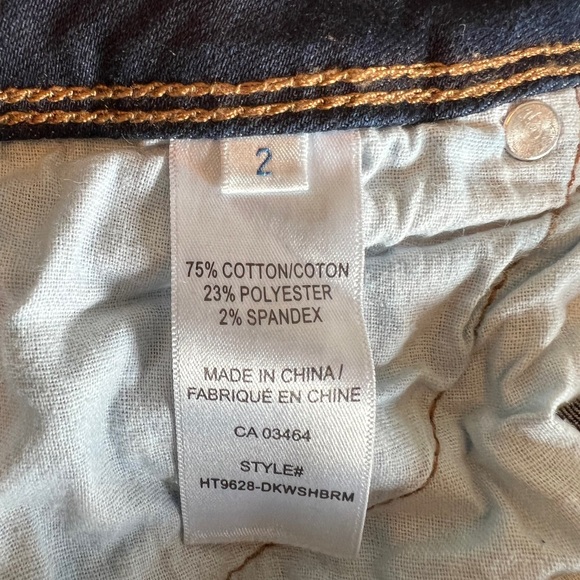 2
75% COTTON/COTON
23% POLYESTER
2% SPANDEX
MADE IN CHINA /
FABRIQUÉ EN CHINE
CA 03464
STYLE#
HT9628-DKWSHBRM